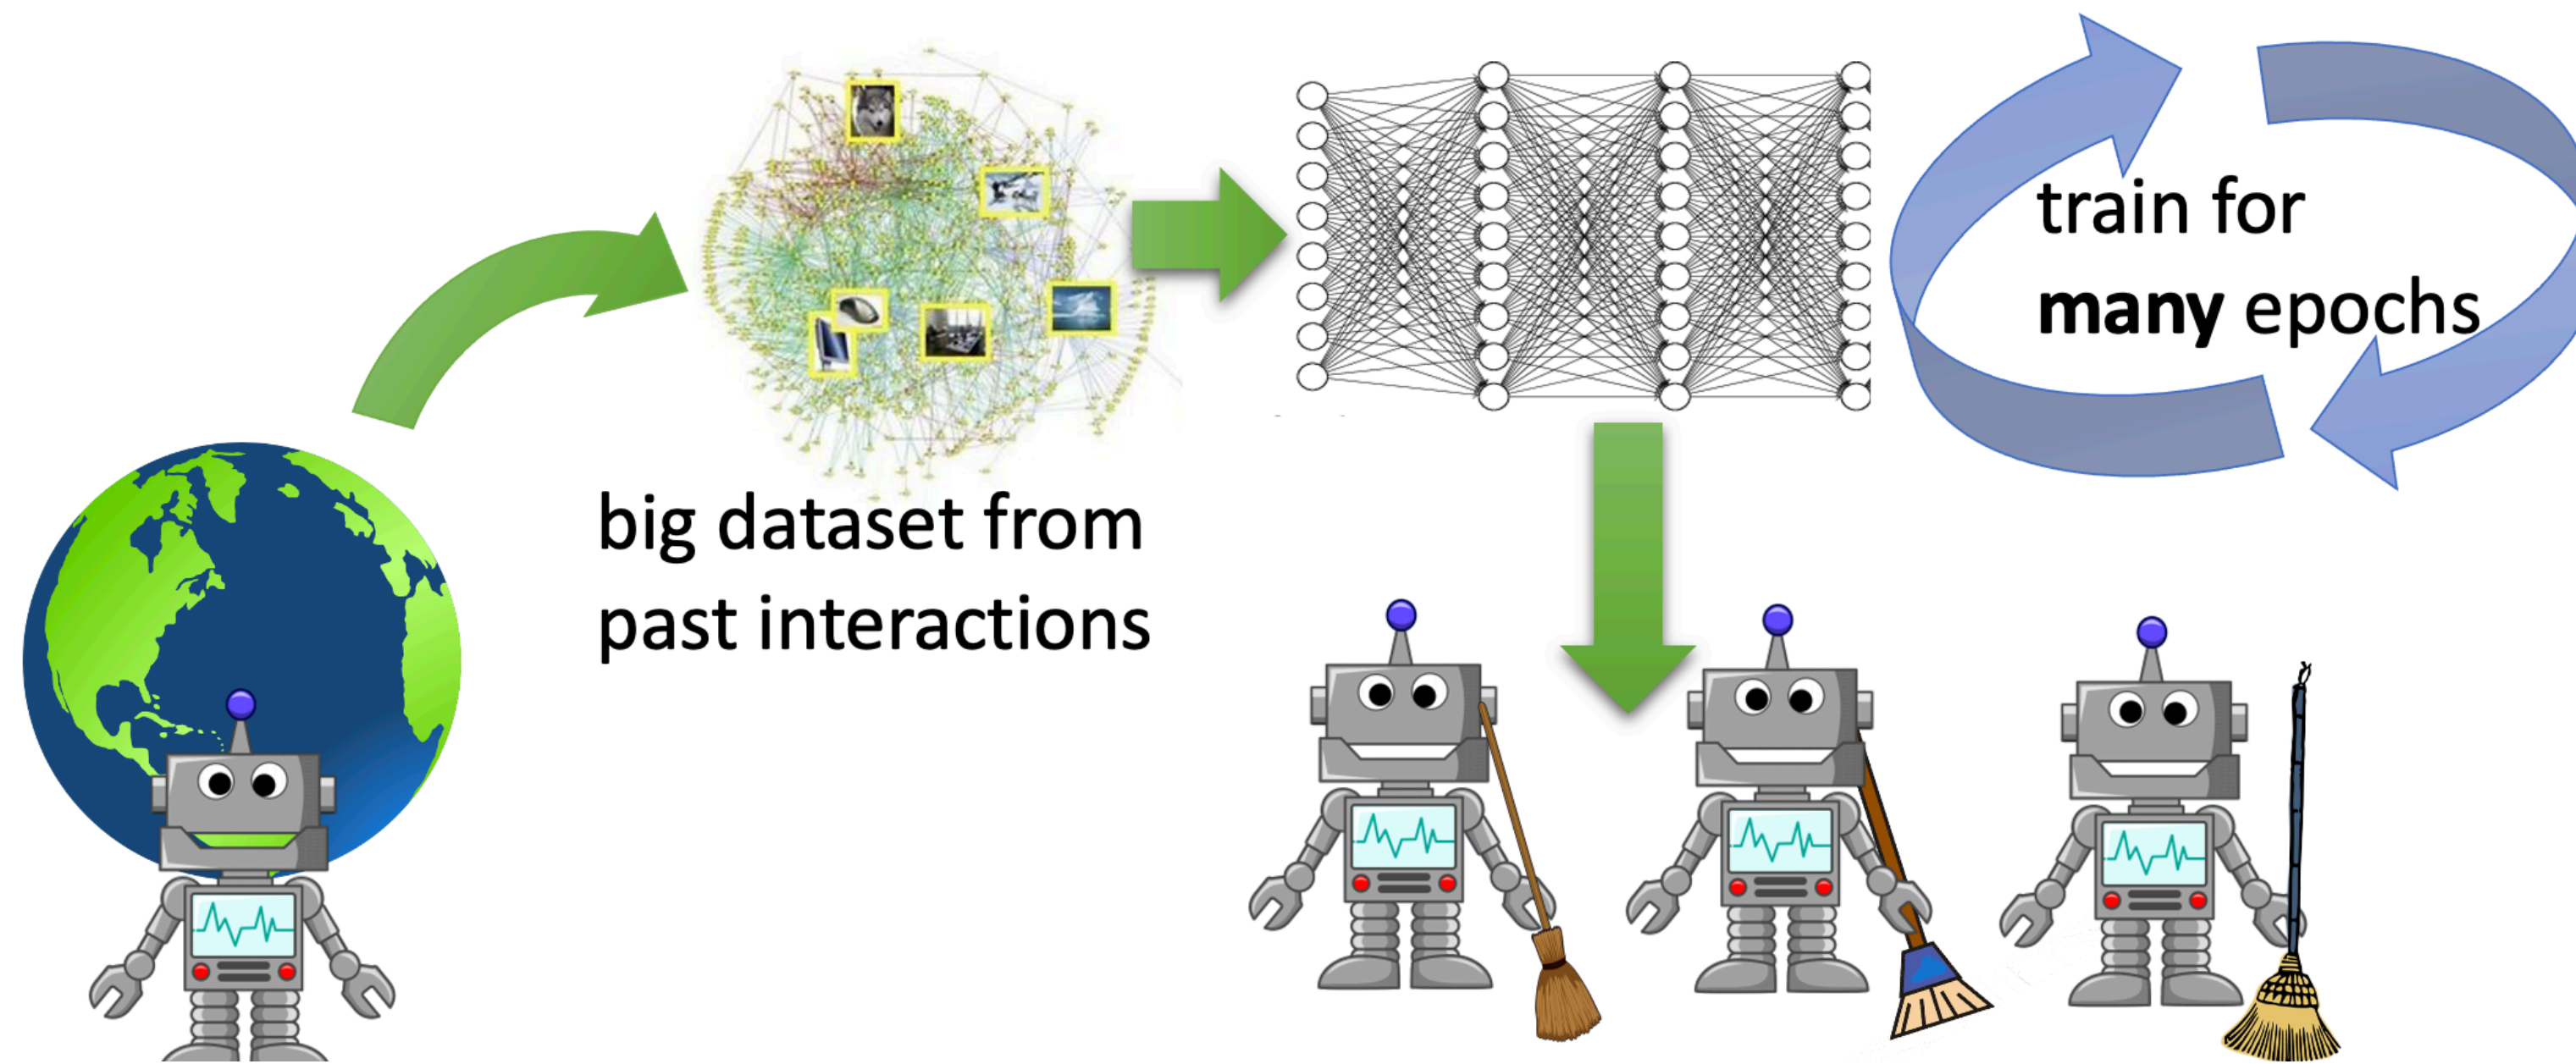 big dataset from
past interactions
train for
many epochs